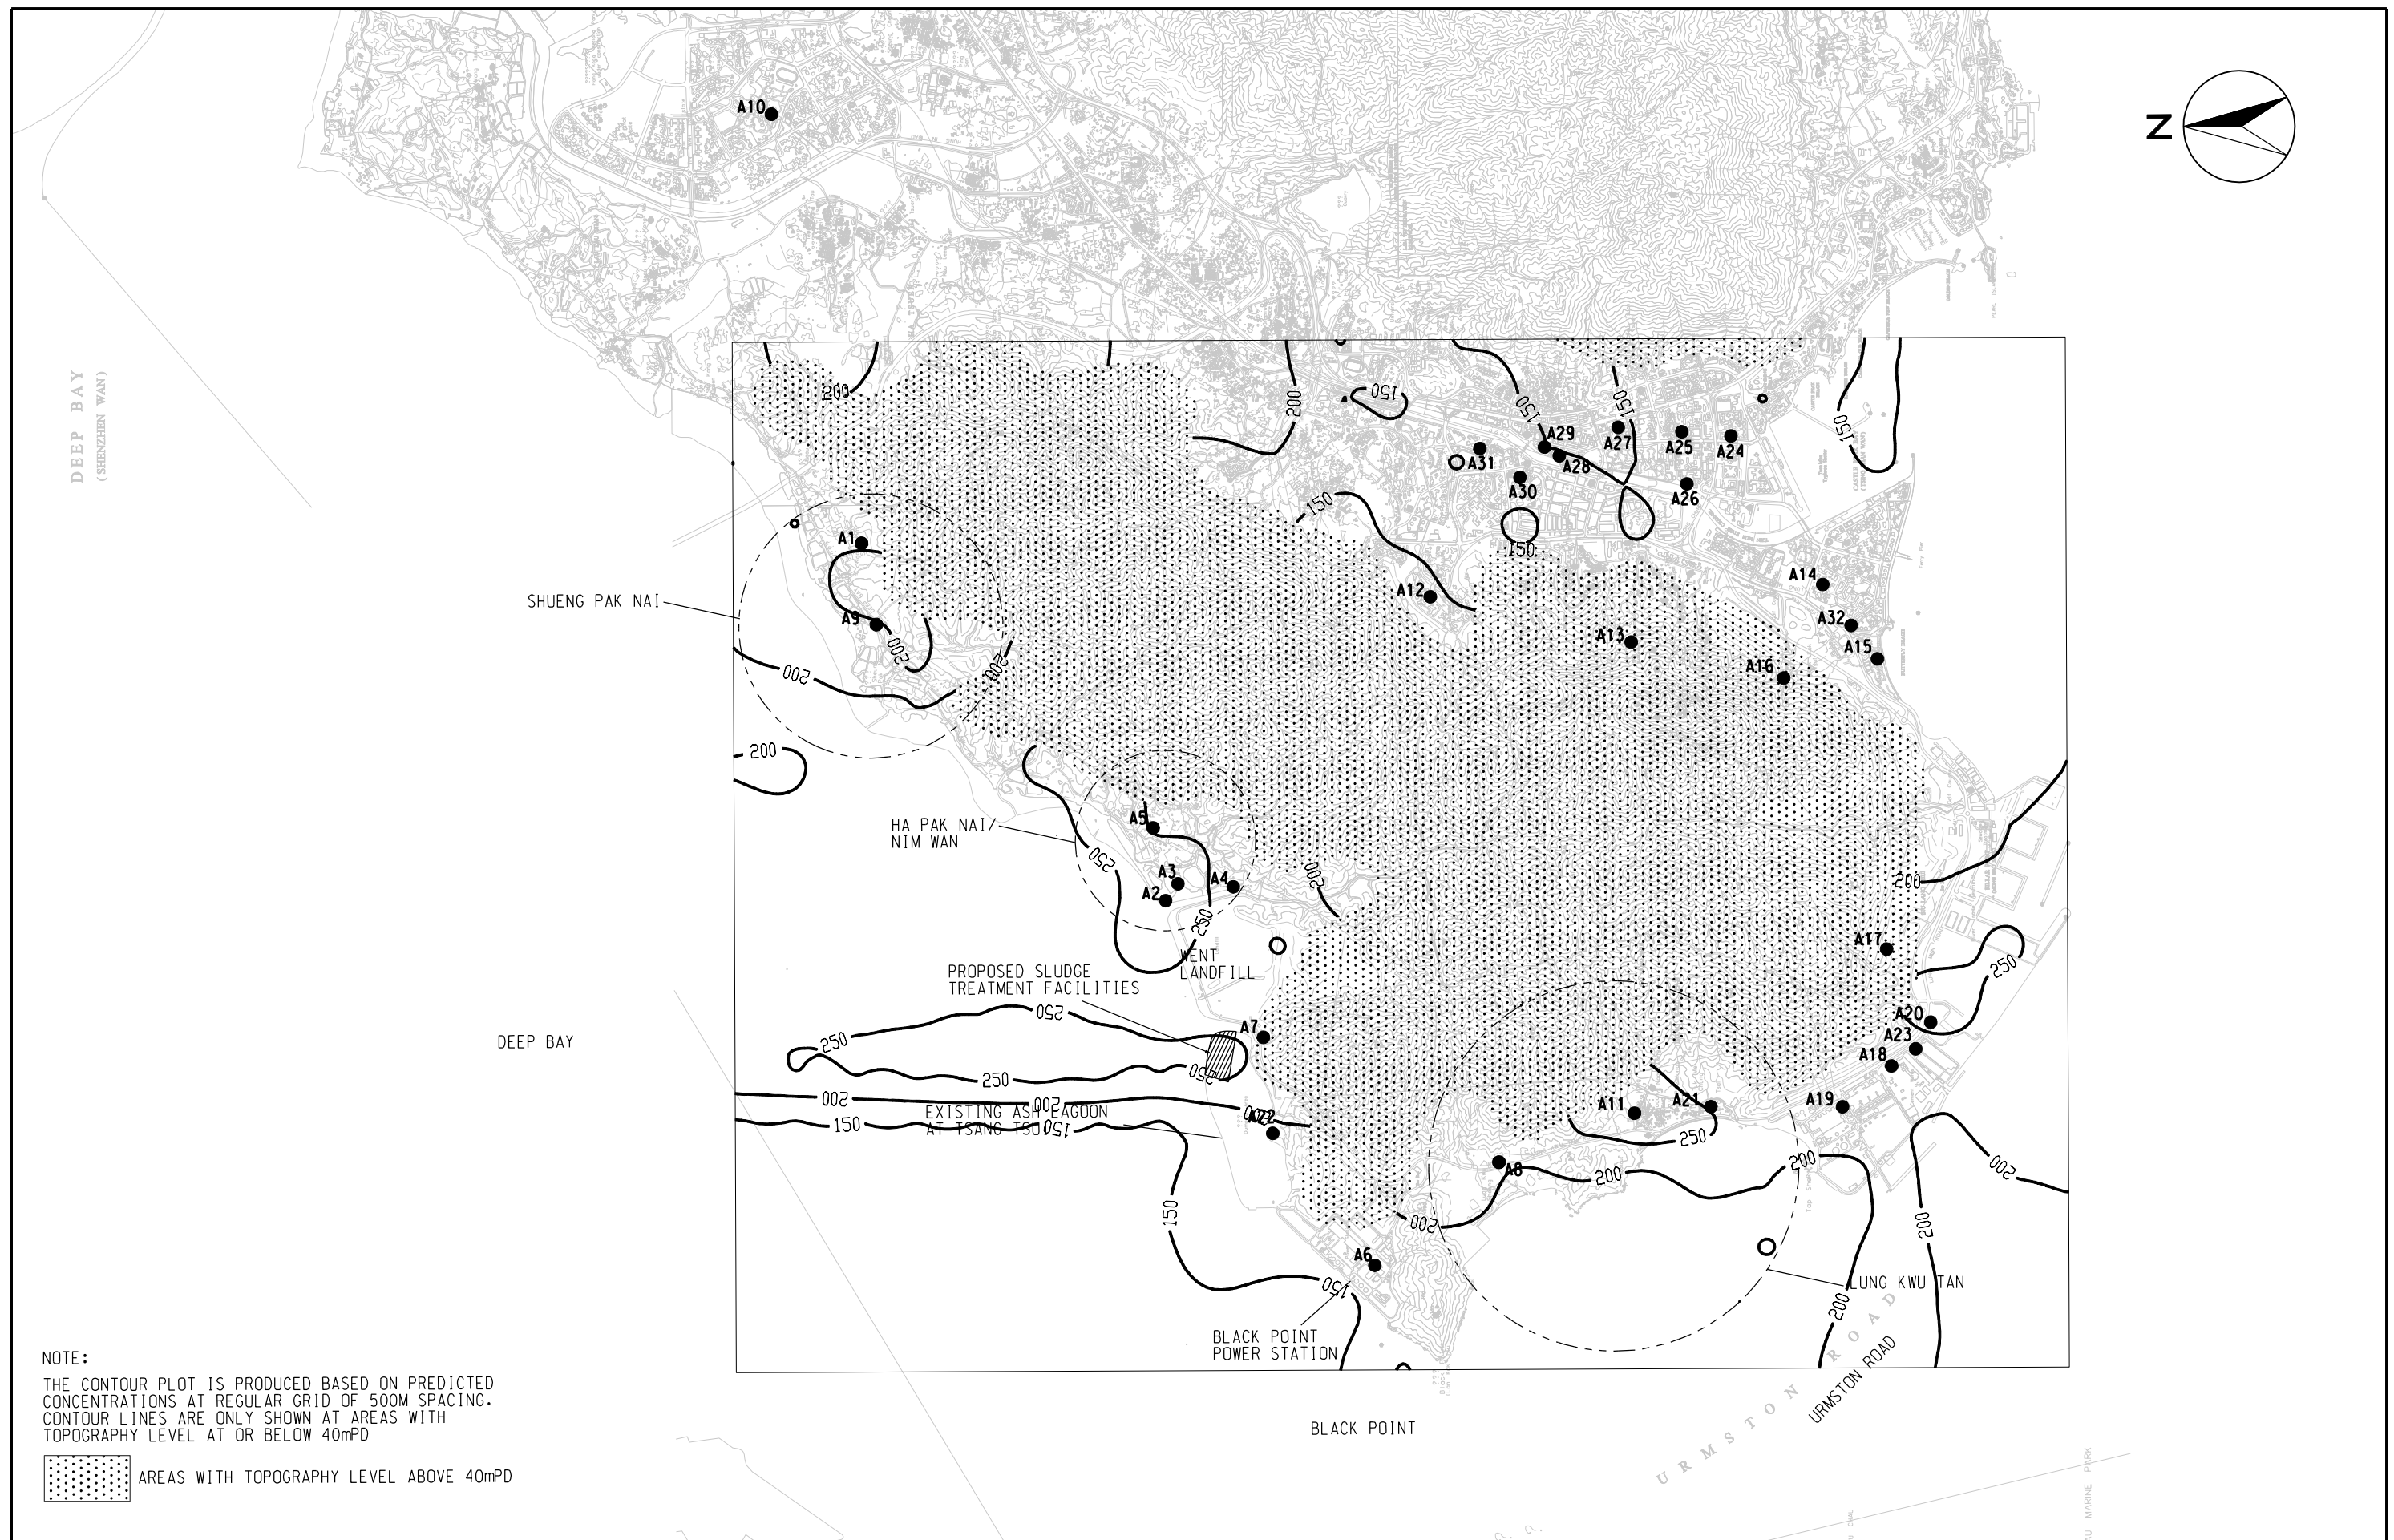 N
A10
DEEP BAY
(SHENZHEN WAN)
200
200
150
150
150
150
A29
A27
A25
A24
A31
A28
A30
A26
150
150
A1
A12
A14
SHUENG PAK NAI
A9
A32
A13
A15
200
200
A16
200
200
A5
HA PAK NAI/
NIM WAN
250
200
A3
A4
A2
200
250
A17
WENT
LANDFILL
250
PROPOSED SLUDGE
TREATMENT FACILITIES
250
A7
A20
DEEP BAY
250
A23
A18
250
250
200
200
200
EXISTING ASH LAGOON
AT TSANG TSUI
A22
150
150
A11
A21
A19
250
A8
200
200
200
150
200
200
A6
150
LUNG KWU TAN
200
BLACK POINT
POWER STATION
URMSTON ROAD
URMSTON ROAD
BLACK POINT
NOTE:
THE CONTOUR PLOT IS PRODUCED BASED ON PREDICTED
CONCENTRATIONS AT REGULAR GRID OF 500M SPACING.
CONTOUR LINES ARE ONLY SHOWN AT AREAS WITH
TOPOGRAPHY LEVEL AT OR BELOW 40mPD
AREAS WITH TOPOGRAPHY LEVEL ABOVE 40mPD
AU MARINE PARK